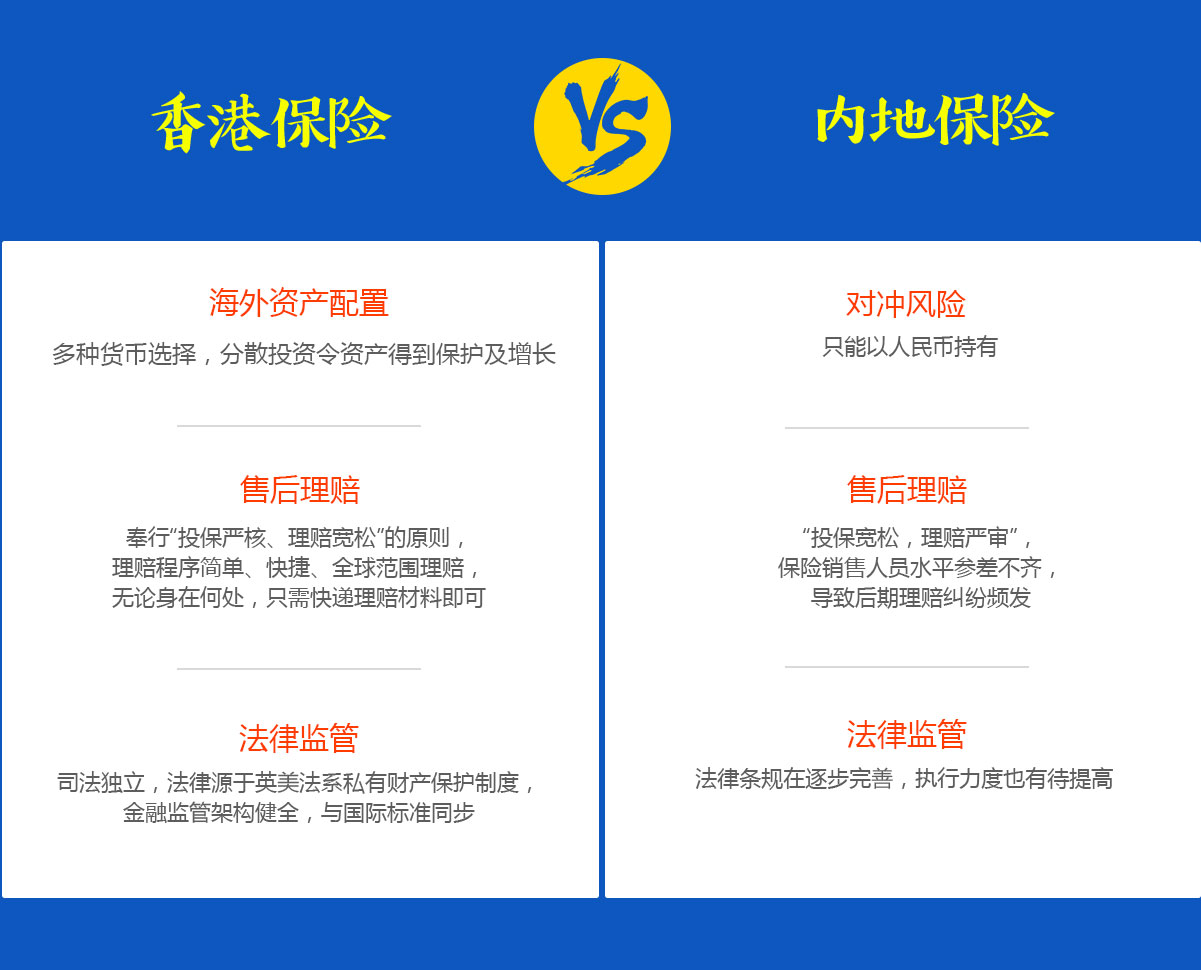 香港保险
VS
内地保险
海外资产配置
多种货币选择，分散投资令资产得到保护及增长
售后理赔
奉行“投保严核、理赔宽松”的原则，
理赔程序简单、快捷、全球范围理赔，
无论身在何处，只需快递理赔材料即可
法律监管
司法独立，法律源于英美法系私有财产保护制度，
金融监管架构健全，与国际标准同步
对冲风险
只能以人民币持有
售后理赔
“投保宽松，理赔严审”，
保险销售人员水平参差不齐，
导致后期理赔纠纷频发
法律监管
法律条规在逐步完善，执行力度也有待提高